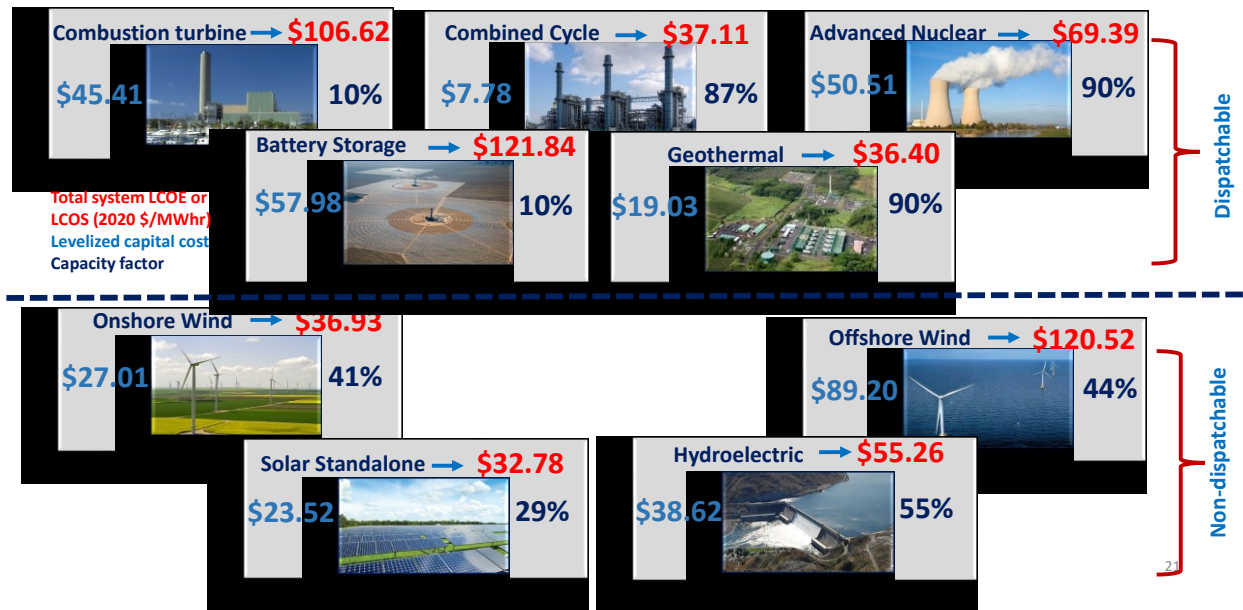 Combustion turbine → $106.62
$45.41
10%
Combined Cycle → $37.11
$7.78
87%
Advanced Nuclear → $69.39
$50.51
90%
Battery Storage → $121.84
$57.98
10%
Geothermal → $36.40
$19.03
90%
Dispatchable
Total system LCOE or
LCOS (2020 $/MWhr)
Levelized capital cost
Capacity factor
Onshore Wind → $36.93
$27.01
41%
Offshore Wind → $120.52
$89.20
44%
Solar Standalone → $32.78
$23.52
29%
Hydroelectric → $55.26
$38.62
55%
Non-dispatchable
21